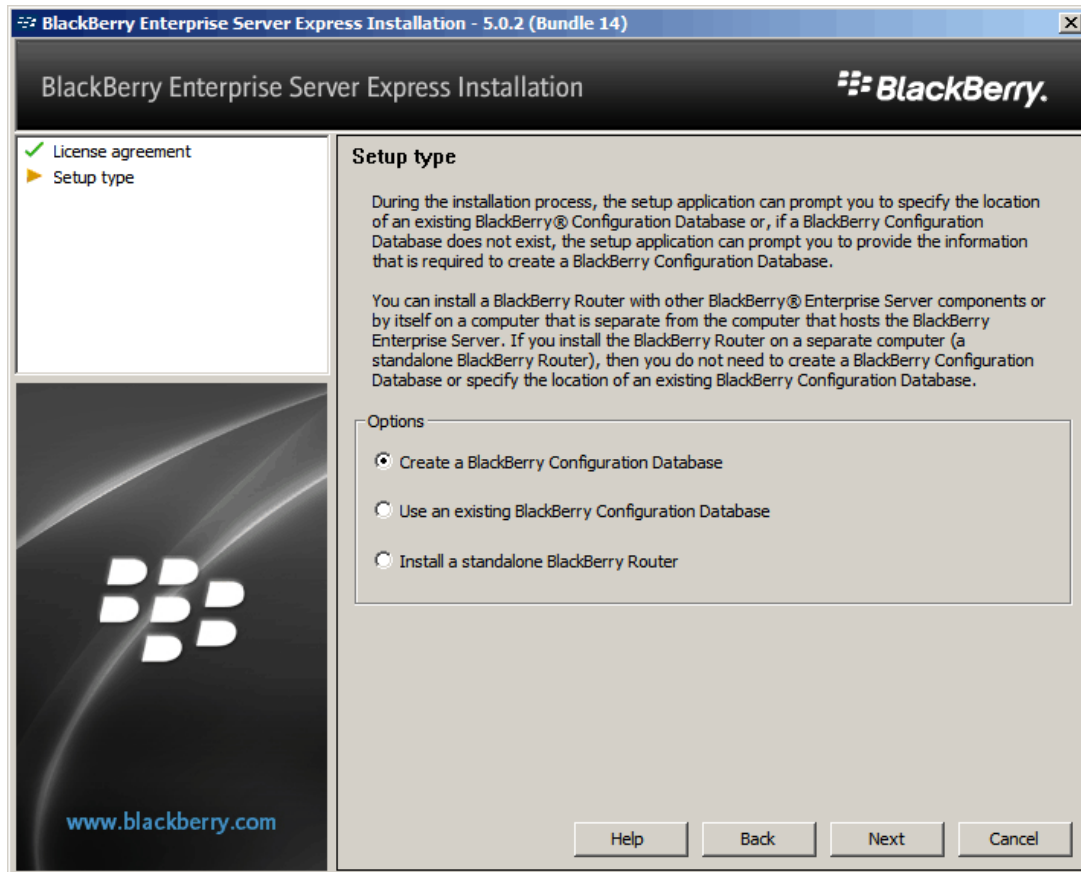 BlackBerry Enterprise Server Express Installation - 5.0.2 (Bundle 14)
BlackBerry Enterprise Server Express Installation
BlackBerry.
License agreement
Setup type
Setup type
During the installation process, the setup application can prompt you to specify the location
of an existing BlackBerry® Configuration Database or, if a BlackBerry Configuration
Database does not exist, the setup application can prompt you to provide the information
that is required to create a BlackBerry Configuration Database.
You can install a BlackBerry Router with other BlackBerry® Enterprise Server components or
by itself on a computer that is separate from the computer that hosts the BlackBerry
Enterprise Server. If you install the BlackBerry Router on a separate computer (a
standalone BlackBerry Router), then you do not need to create a BlackBerry Configuration
Database or specify the location of an existing BlackBerry Configuration Database.
Options
Create a BlackBerry Configuration Database
Use an existing BlackBerry Configuration Database
Install a standalone BlackBerry Router
www.blackberry.com
Help Back Next Cancel